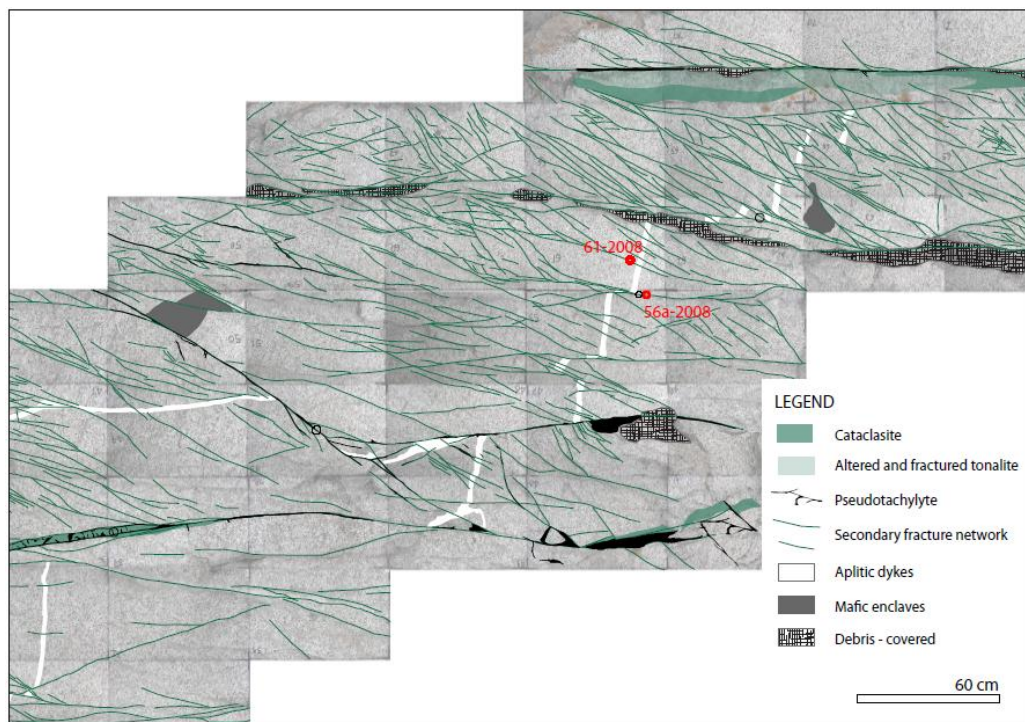 61-2008
56a-2008
LEGEND
Cataclasite
Altered and fractured tonalite
Pseudotachylyte
Secondary fracture network
Aplitic dykes
Mafic enclaves
Debris - covered
60 cm